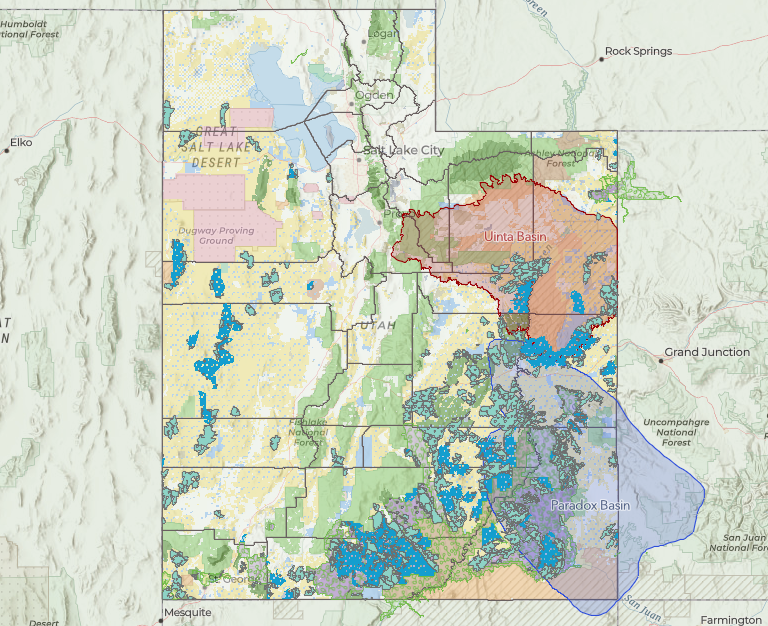 Humboldt
National Forest
Green
Logan
Rock Springs
Ogden
Elko
GREAT
SALT LAKE
DESERT
Salt Lake City
Ashley National
Forest
Dugway Proving
Ground
Uinta Basin
UTAH
Grand Junction
Fishlake
National
Forest
Uncompahgre
National
Forest
Paradox Basin
San Juan
National Forest
St George
Mesquite
San Juan
Desert
Farmington